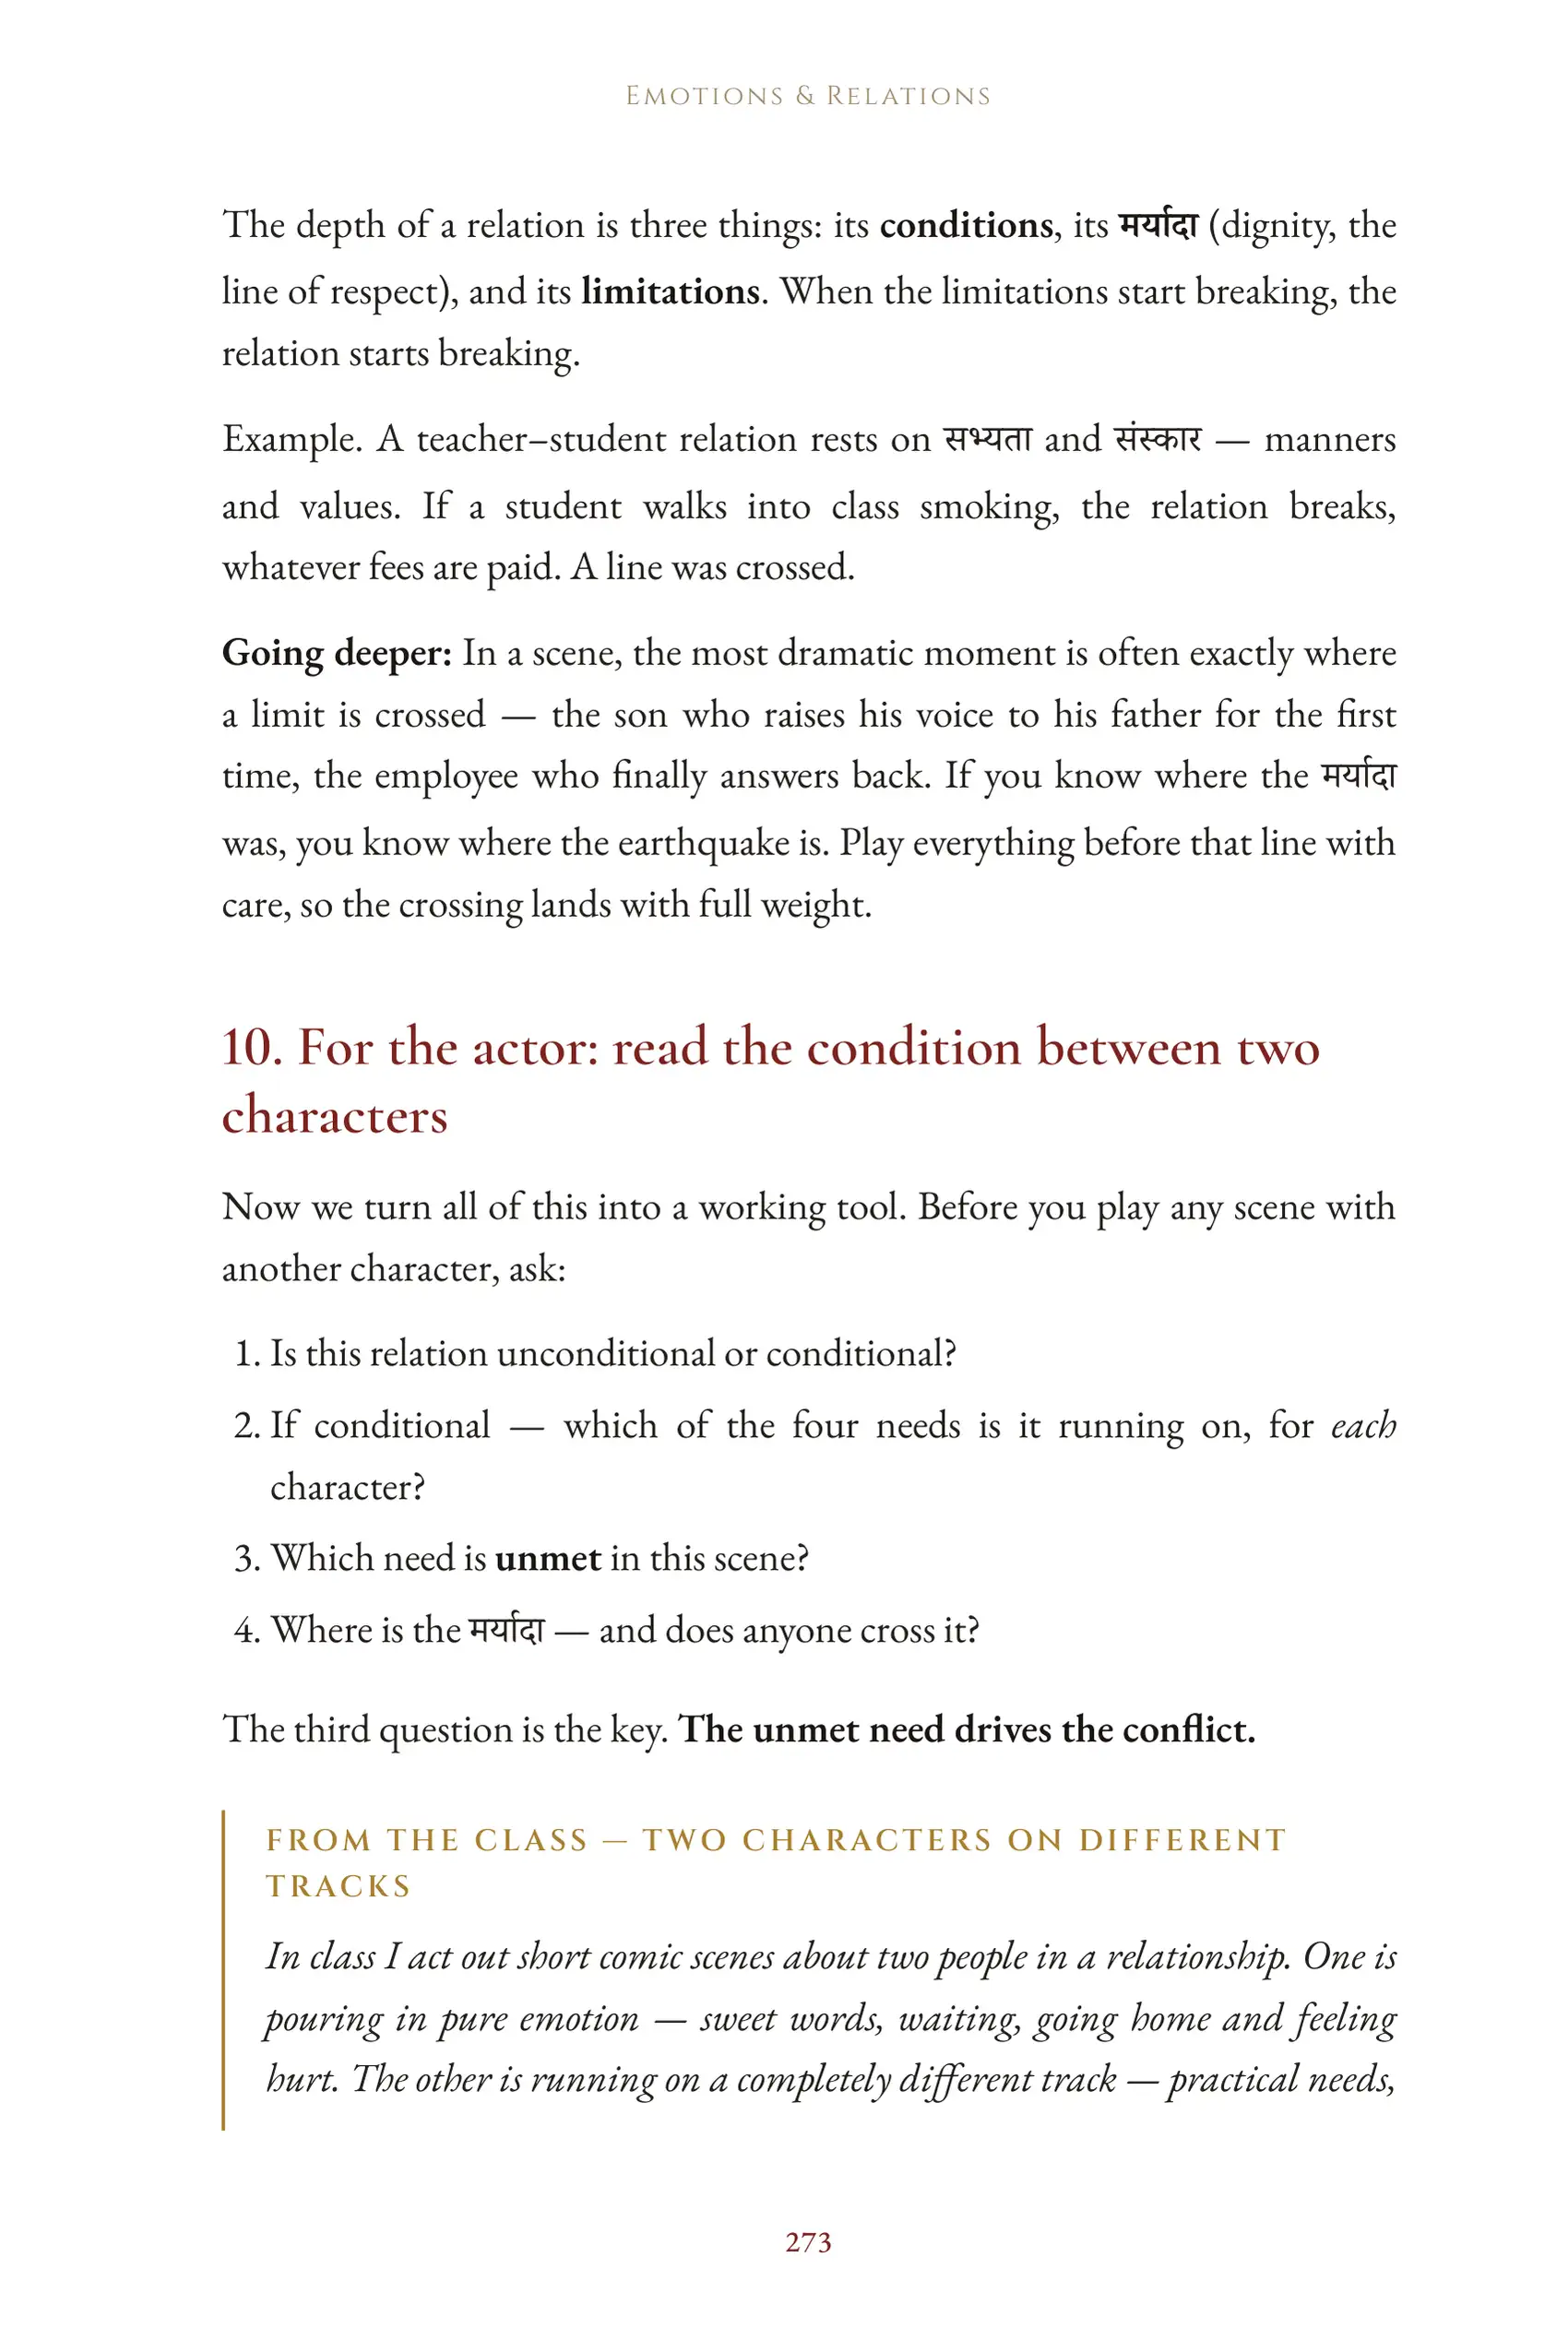 EMOTIONS & RELATIONS
The depth of a relation is three things: its conditions, its मर्यादा (dignity, the
line of respect), and its limitations. When the limitations start breaking, the
relation starts breaking.
Example. A teacher–student relation rests on सभ्यता and संस्कार — manners
and values. If a student walks into class smoking, the relation breaks,
whatever fees are paid. A line was crossed.
Going deeper: In a scene, the most dramatic moment is often exactly where
a limit is crossed — the son who raises his voice to his father for the first
time, the employee who finally answers back. If you know where the मर्यादा
was, you know where the earthquake is. Play everything before that line with
care, so the crossing lands with full weight.
10. For the actor: read the condition between two
characters
Now we turn all of this into a working tool. Before you play any scene with
another character, ask:
1. Is this relation unconditional or conditional?
2. If conditional — which of the four needs is it running on, for each
character?
3. Which need is unmet in this scene?
4. Where is the मर्यादा — and does anyone cross it?
The third question is the key. The unmet need drives the conflict.
FROM THE CLASS — TWO CHARACTERS ON DIFFERENT
TRACKS
In class I act out short comic scenes about two people in a relationship. One is
pouring in pure emotion — sweet words, waiting, going home and feeling
hurt. The other is running on a completely different track — practical needs,
273